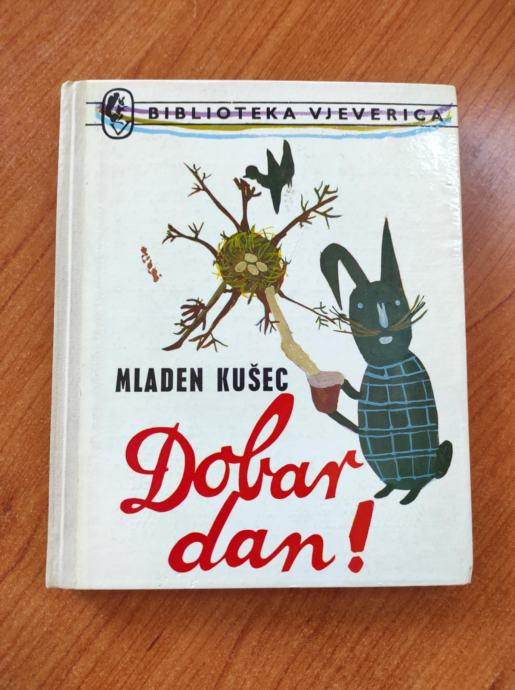 BIBLIOTEKA VJEVERICA
MLADEN KUŠEC
Dobar
dan!